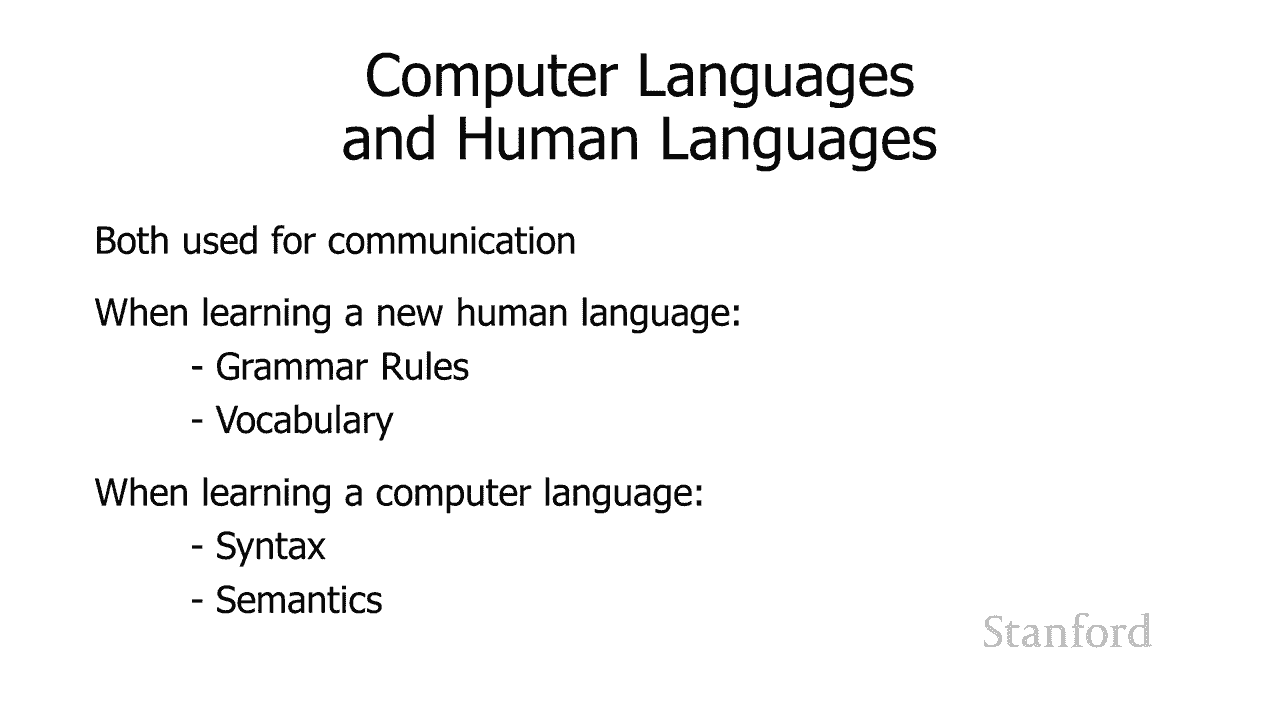 Computer Languages
and Human Languages
Both used for communication
When learning a new human language:
- Grammar Rules
- Vocabulary
When learning a computer language:
- Syntax
- Semantics
Stanford